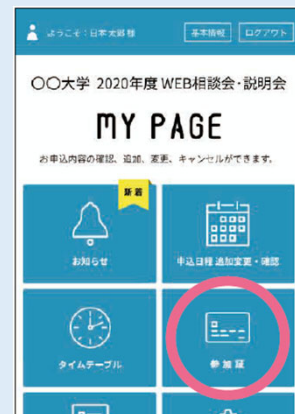 ようこそ：日本太郎様
基本情報 ログアウト
〇〇大学 2020年度 WEB相談会・説明会
MY PAGE
お申込内容の確認、追加、変更、キャンセルができます。
新着
お知らせ
申込日程 追加変更・確認
タイムテーブル
参加証